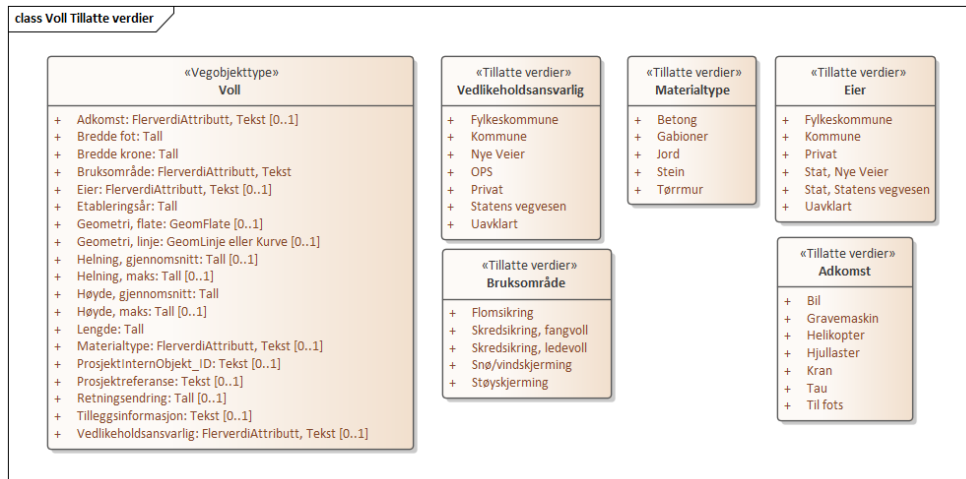 class Voll Tillatte verdier
«Vegobjekttype»
Voll
+ Adkomst: FlerverdiAttributt, Tekst [0..1]
+ Bredde fot: Tall
+ Bredde krone: Tall
+ Bruksområde: FlerverdiAttributt, Tekst
+ Eier: FlerverdiAttributt, Tekst [0..1]
+ Etableringsår: Tall
+ Geometri, flate: GeomFlate [0..1]
+ Geometri, linje: GeomLinje eller Kurve [0..1]
+ Helning, gjennomsnitt: Tall [0..1]
+ Helning, maks: Tall [0..1]
+ Høyde, gjennomsnitt: Tall
+ Høyde, maks: Tall [0..1]
+ Lengde: Tall
+ Materialtype: FlerverdiAttributt, Tekst [0..1]
+ ProsjektInternObjekt_ID: Tekst [0..1]
+ Prosjektreferanse: Tekst [0..1]
+ Retningsendring: Tall [0..1]
+ Tilleggsinformasjon: Tekst [0..1]
+ Vedlikeholdsansvarlig: FlerverdiAttributt, Tekst [0..1]
«Tillatte verdier»
Vedlikeholdsansvarlig
+ Fylkeskommune
+ Kommune
+ Nye Veier
+ OPS
+ Privat
+ Statens vegvesen
+ Uavklart
«Tillatte verdier»
Materialtype
+ Betong
+ Gabioner
+ Jord
+ Stein
+ Tørrmur
«Tillatte verdier»
Eier
+ Fylkeskommune
+ Kommune
+ Privat
+ Stat, Nye Veier
+ Stat, Statens vegvesen
+ Uavklart
«Tillatte verdier»
Bruksområde
+ Flomsikring
+ Skredsikring, fangvoll
+ Skredsikring, ledevoll
+ Snø/vindskjerming
+ Støyskjerming
«Tillatte verdier»
Adkomst
+ Bil
+ Gravemaskin
+ Helikopter
+ Hjullaster
+ Kran
+ Tau
+ Til fots